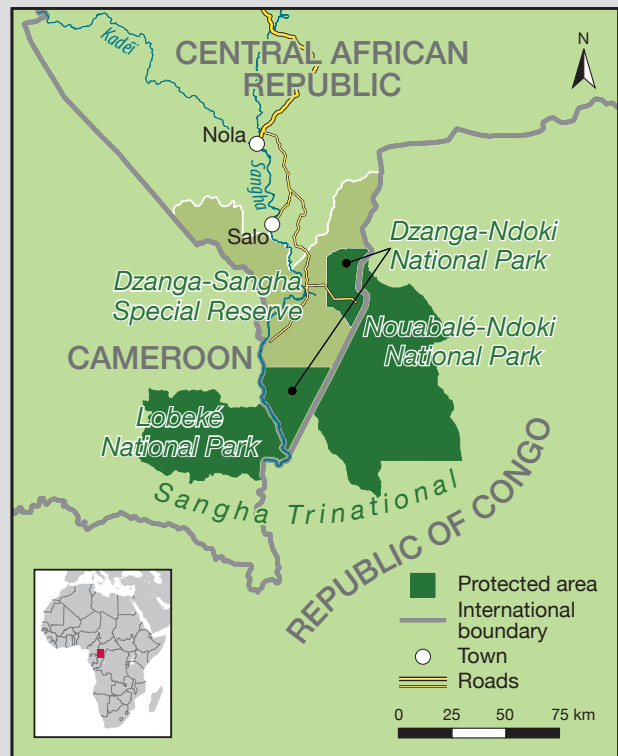 Kadéï
CENTRAL AFRICAN
REPUBLIC
N
Nola
Sangha
Salo
Dzanga-Ndoki
National Park
Dzanga-Sangha
Special Reserve
Nouabalé-Ndoki
National Park
CAMEROON
Lobeké
National Park
Sangha Trinational
REPUBLIC OF CONGO
Protected area
International
boundary
Town
Roads
0 25 50 75 km